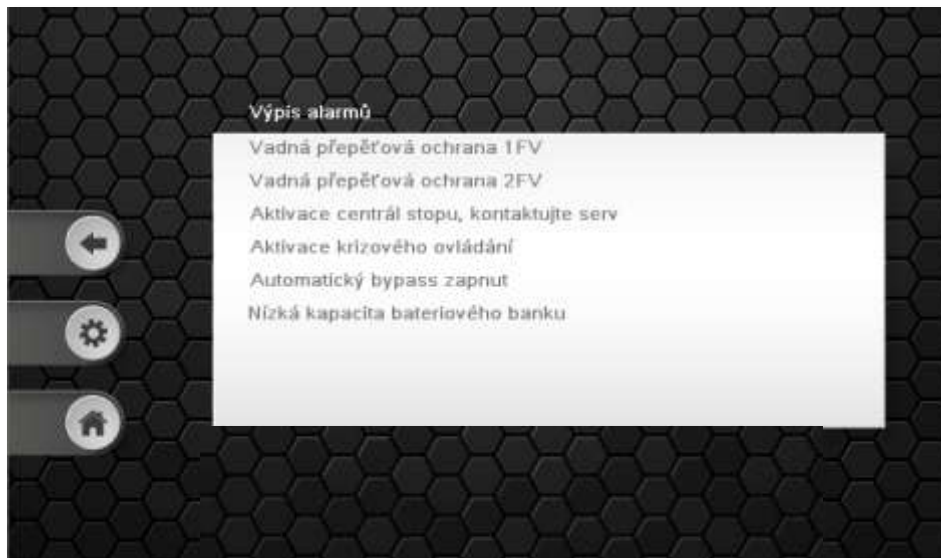 Výpis alarmů
Vadná přepěťová ochrana 1FV
Vadná přepěťová ochrana 2FV
Aktivace centrál stopu, kontaktujte serv
Aktivace krizového ovládání
Automatický bypass zapnut
Nízká kapacita bateriového banku